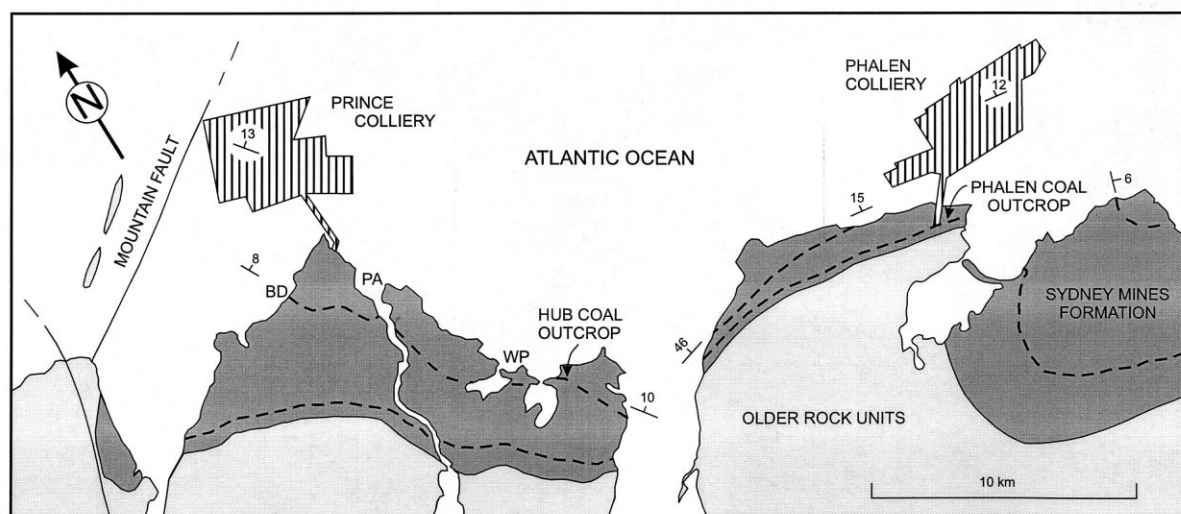 N
MOUNTAIN FAULT
13
PRINCE
COLLIERY
PHALEN
COLLIERY
12
ATLANTIC OCEAN
PHALEN COAL
OUTCROP
6
15
8
BD
PA
HUB COAL
OUTCROP
WP
SYDNEY MINES
FORMATION
46
10
OLDER ROCK UNITS
10 km